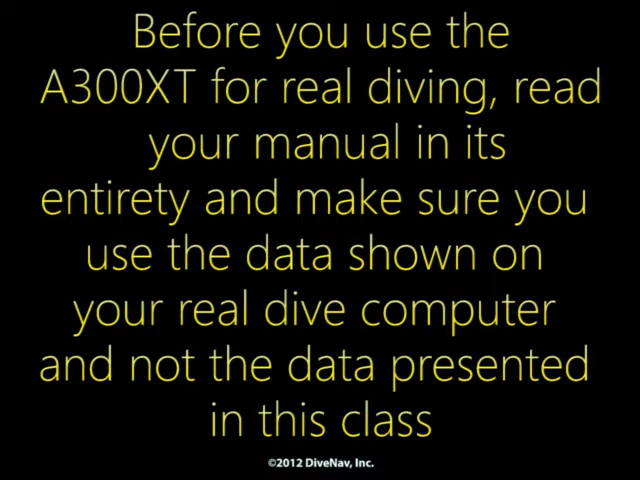 Before you use the
A300XT for real diving, read
your manual in its
entirety and make sure you
use the data shown on
your real dive computer
and not the data presented
in this class
©2012 DiveNav, Inc.